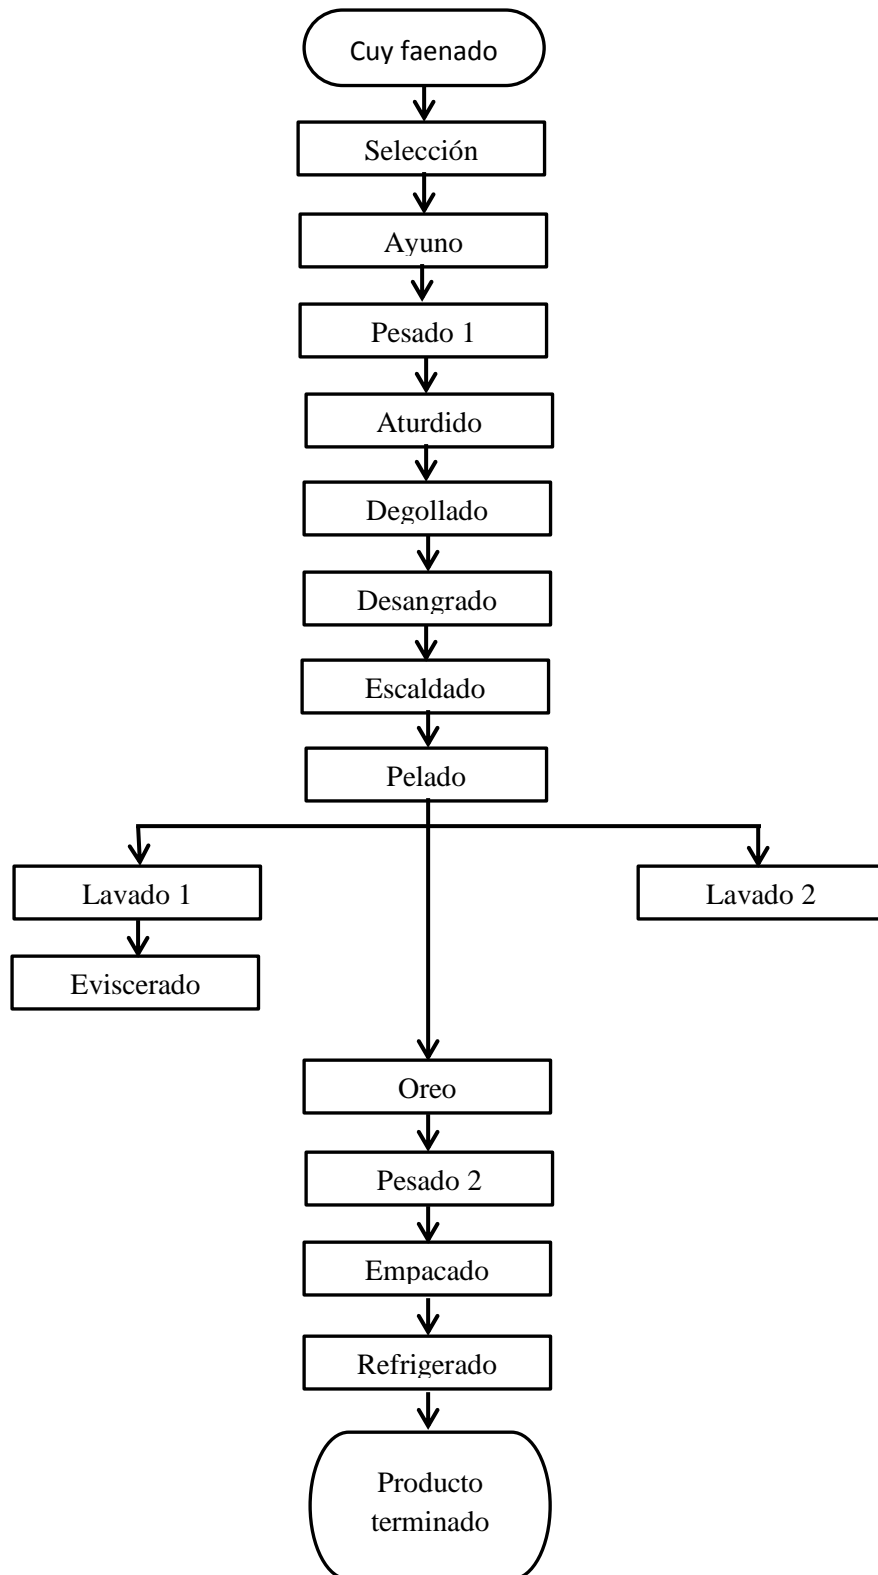 Cuy faenado
Selección
Ayuno
Pesado 1
Aturdido
Degollado
Desangrado
Escaldado
Pelado
Lavado 1
Lavado 2
Eviscerado
Oreo
Pesado 2
Empacado
Refrigerado
Producto
terminado